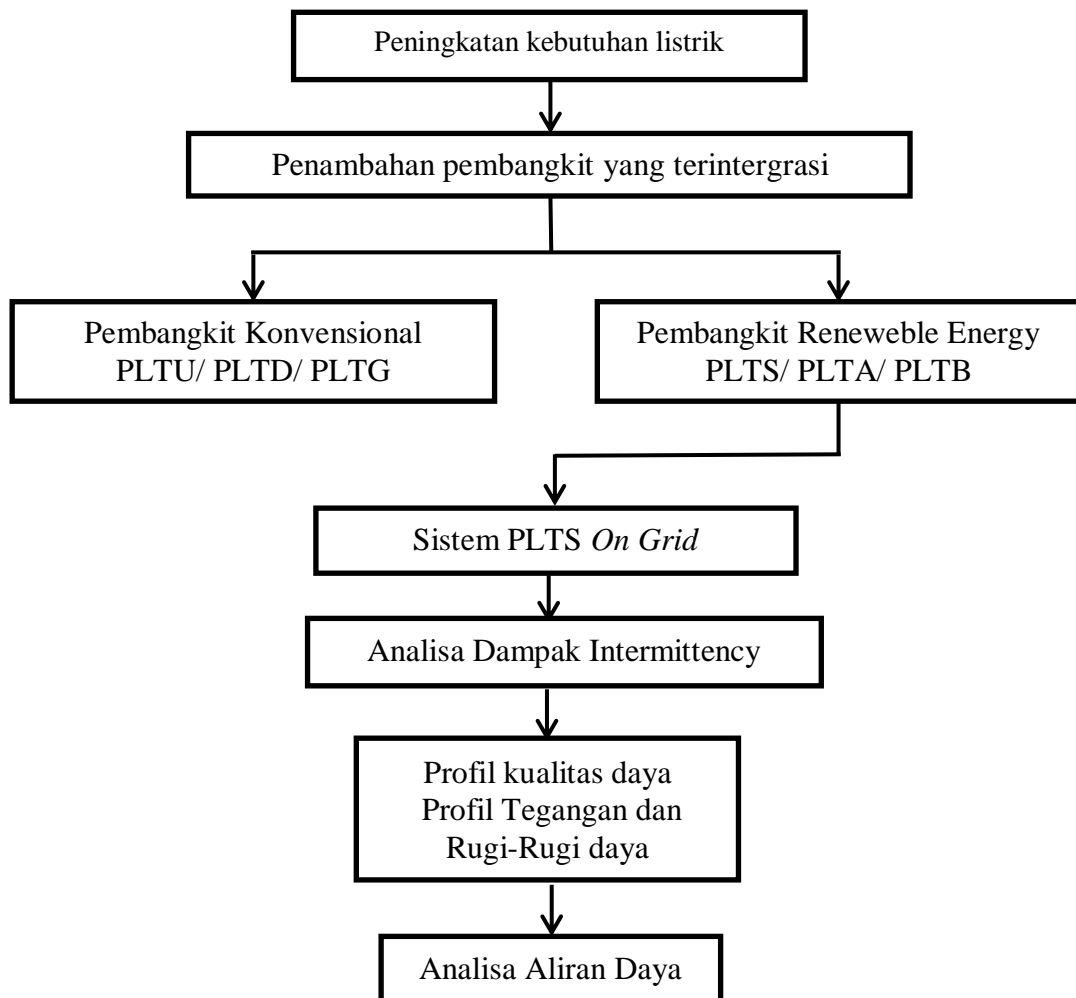 Peningkatan kebutuhan listrik
Penambahan pembangkit yang terintergrasi
Pembangkit Konvensional
PLTU/ PLTD/ PLTG
Pembangkit Reneweble Energy
PLTS/ PLTA/ PLTB
Sistem PLTS On Grid
Analisa Dampak Intermittency
Profil kualitas daya
Profil Tegangan dan
Rugi-Rugi daya
Analisa Aliran Daya